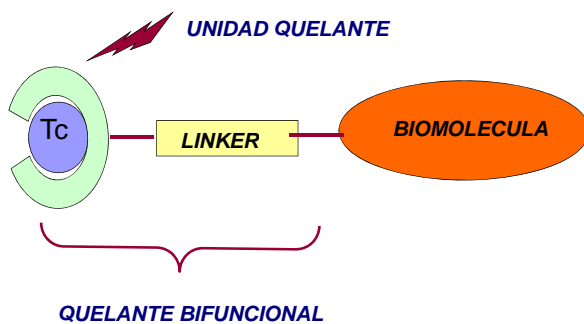 UNIDAD QUELANTE
Tc
LINKER
BIOMOLECULA
QUELANTE BIFUNCIONAL